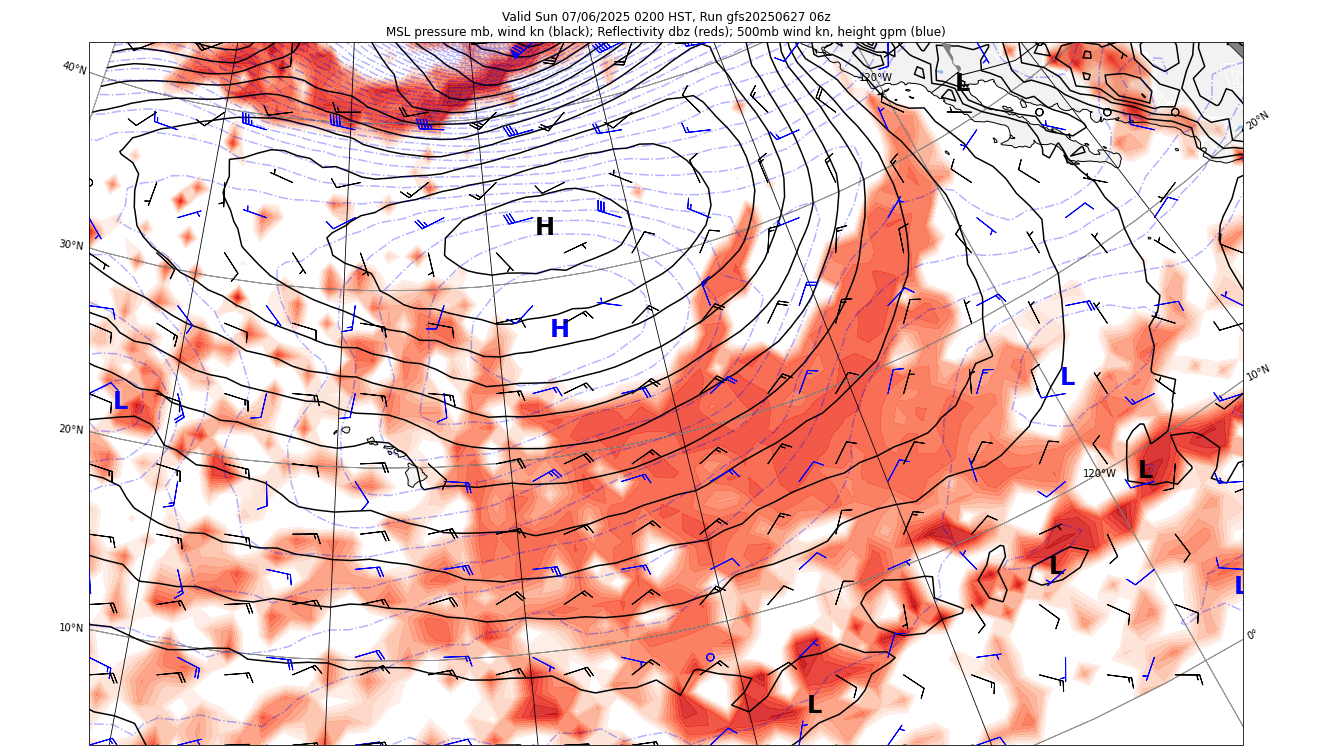 Valid Sun 07/06/2025 0200 HST, Run gfs20250627 06z
MSL pressure mb, wind kn (black); Reflectivity dbz (reds); 500mb wind kn, height gpm (blue)
40°N
120°W
L
20°N
H
30°N
H
L
L
10°N
20°N
120°W
L
L
L
10°N
0°
L